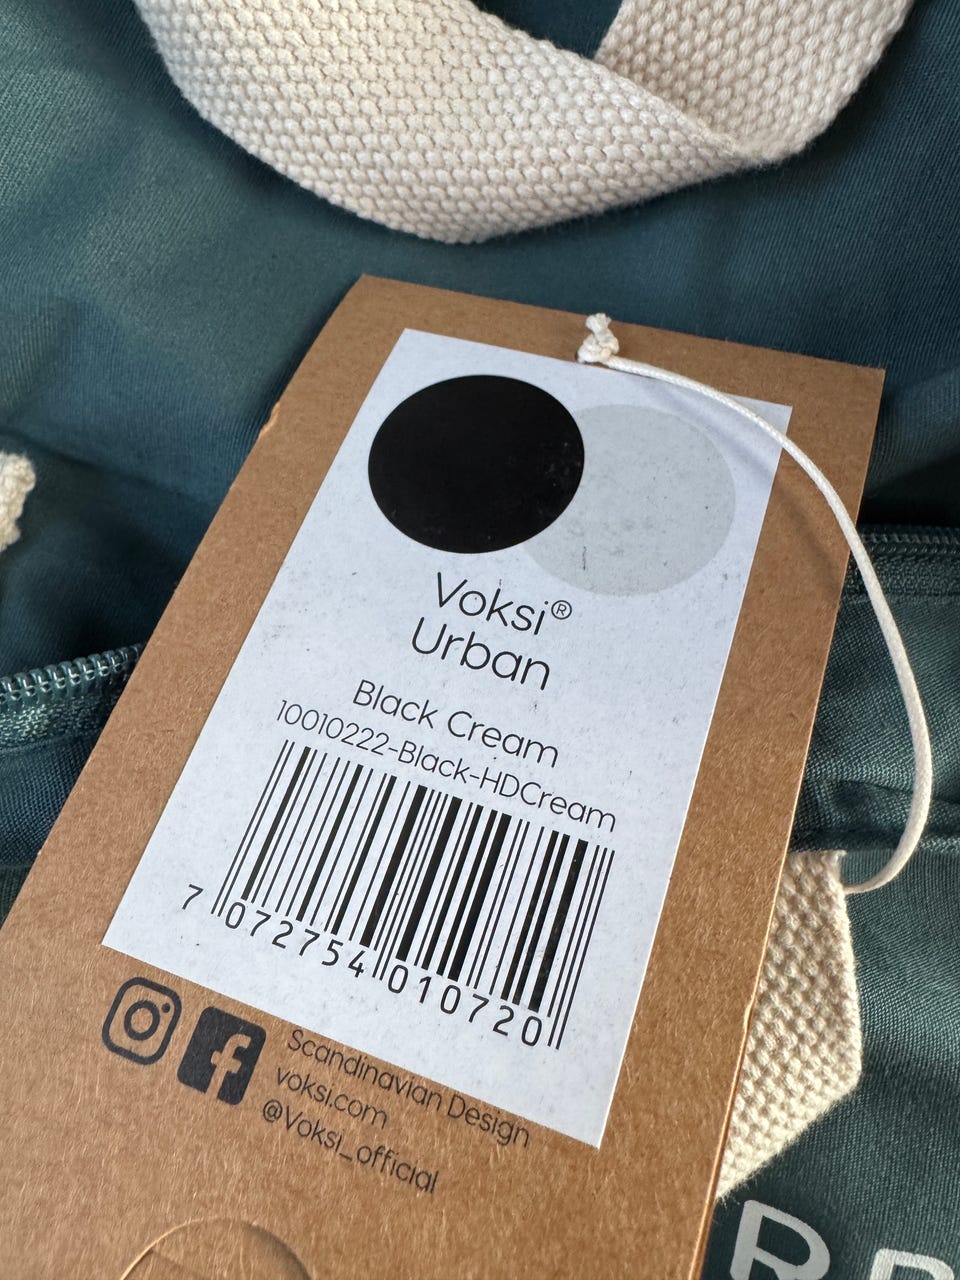 Voksi®
Urban
Black Cream
10010222-Black-HDCream
7 072754 010720
Scandinavian Design
voksi.com
@Voksi_official
R